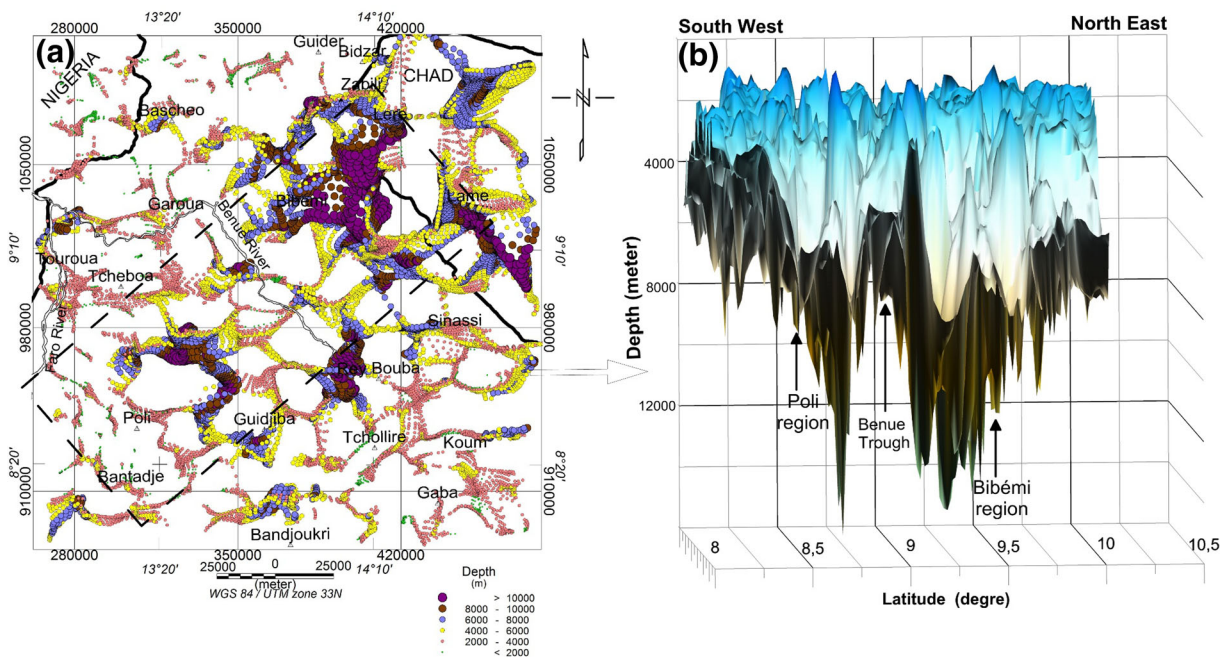 13°20'
14°10'
280000
350000
420000
(a)
NIGERIA
Guider
Bidzar
CHAD
Zabili
Bascheo
Lere
1050000
1050000
Lame
Bibémi
Garoua
Benue River
9°10'
9°10'
Touroua
Tcheboa
980000
980000
Sinassi
Faro River
Rey Bouba
Poli
Guidjiba
Tchollire
Koum
8°20'
8°20'
Bantadje
910000
910000
Gaba
Bandjoukri
280000
350000
420000
13°20'
14°10'
25000
0
25000
(meter)
WGS 84 / UTM zone 33N
Depth
(m)
> 10000
8000 - 10000
6000 - 8000
4000 - 6000
2000 - 4000
< 2000
South West
North East
(b)
4000
8000
12000
Depth (meter)
Poli
region
Benue
Trough
Bibémi
region
8
8,5
9
9,5
10
10,5
Latitude (degre)